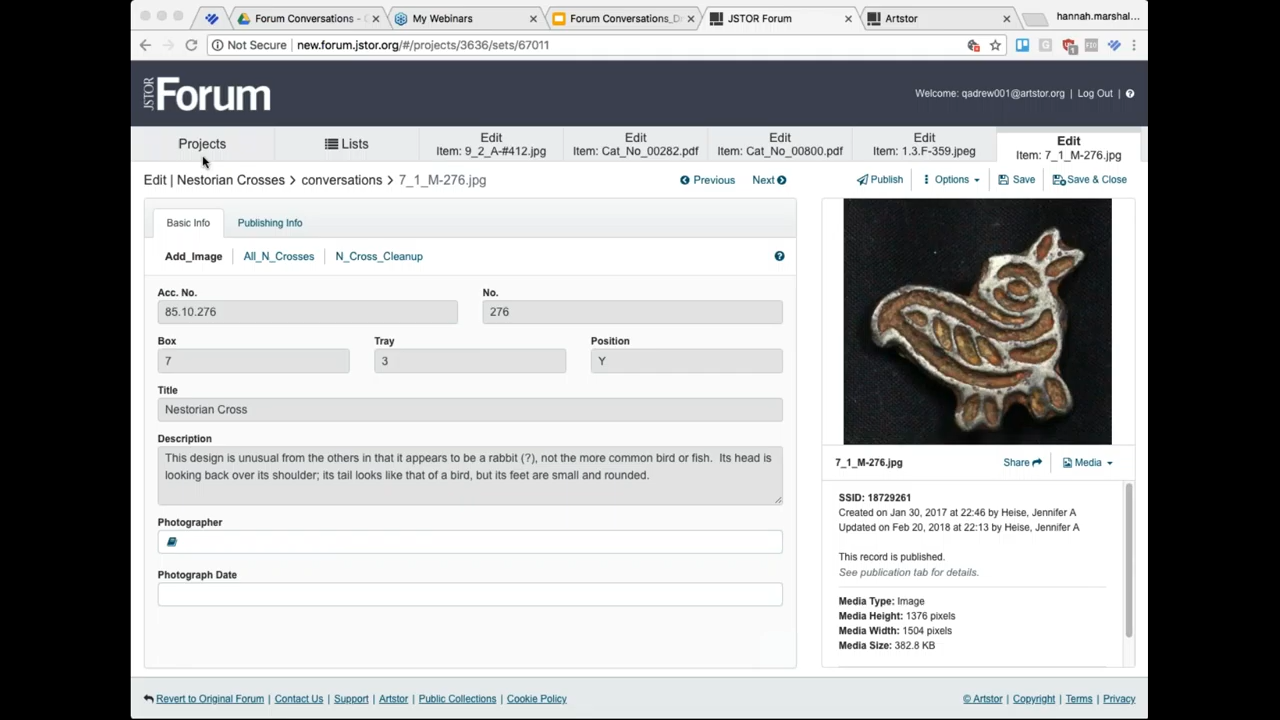 Forum Conversations -
My Webinars
Forum Conversations_D
JSTOR Forum
Artstor
hannah.marshal...
Not Secure | new.forum.jstor.org/#/projects/3636/sets/67011
JSTOR Forum
Welcome: qadrew001@artstor.org | Log Out |
Projects
Lists
Edit
Item: 9_2_A-#412.jpg
Edit
Item: Cat_No_00282.pdf
Edit
Item: Cat_No_00800.pdf
Edit
Item: 1.3.F-359.jpeg
Edit
Item: 7_1_M-276.jpg
Edit | Nestorian Crosses > conversations > 7_1_M-276.jpg
Previous
Next
Publish
Options
Save
Save & Close
Basic Info
Publishing Info
Add_Image | All_N_Crosses | N_Cross_Cleanup
Acc. No.
85.10.276
No.
276
Box
7
Tray
3
Position
Y
Title
Nestorian Cross
Description
This design is unusual from the others in that it appears to be a rabbit (?), not the more common bird or fish. Its head is
looking back over its shoulder; its tail looks like that of a bird, but its feet are small and rounded.
Photographer
Photograph Date
7_1_M-276.jpg
Share
Media
SSID: 18729261
Created on Jan 30, 2017 at 22:46 by Heise, Jennifer A
Updated on Feb 20, 2018 at 22:13 by Heise, Jennifer A
This record is published.
See publication tab for details.
Media Type: Image
Media Height: 1376 pixels
Media Width: 1504 pixels
Media Size: 382.8 KB
Revert to Original Forum | Contact Us | Support | Artstor | Public Collections | Cookie Policy
© Artstor | Copyright | Terms | Privacy